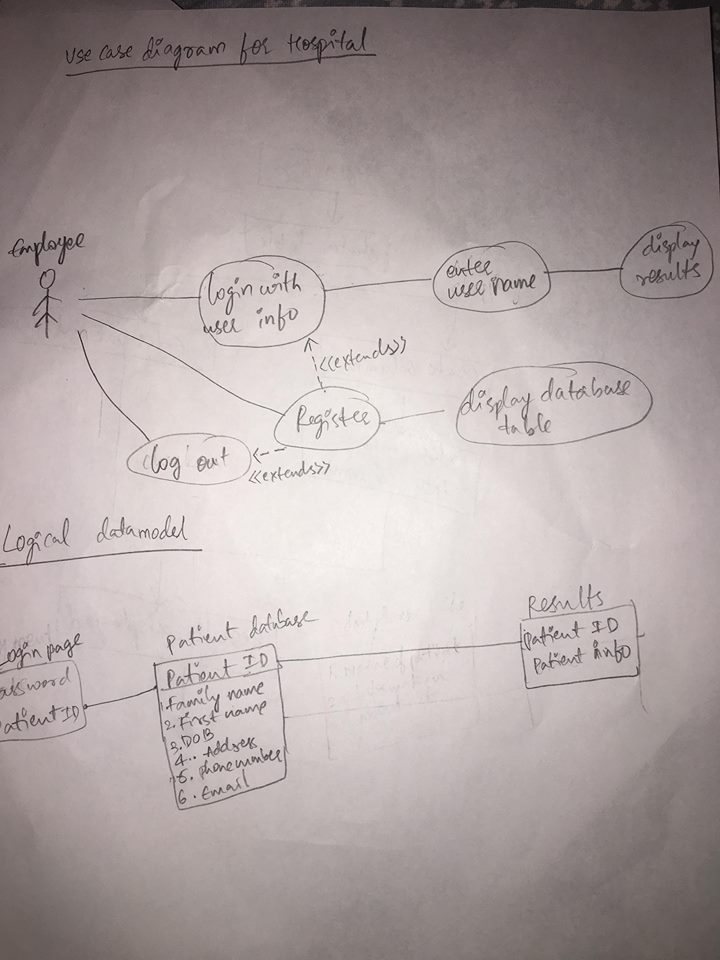 Use case diagram for Hospital
Employee
login with
user info
enter
user name
display
results
<<extends>>
Register
display database
table
log out
<<extends>>
Logical datamodel
Login page
assword
atient ID
Patient database
Patient ID
1. Family name
2. First name
3. DOB
4.. Address
5. phone number
6. Email
Results
patient ID
Patient info